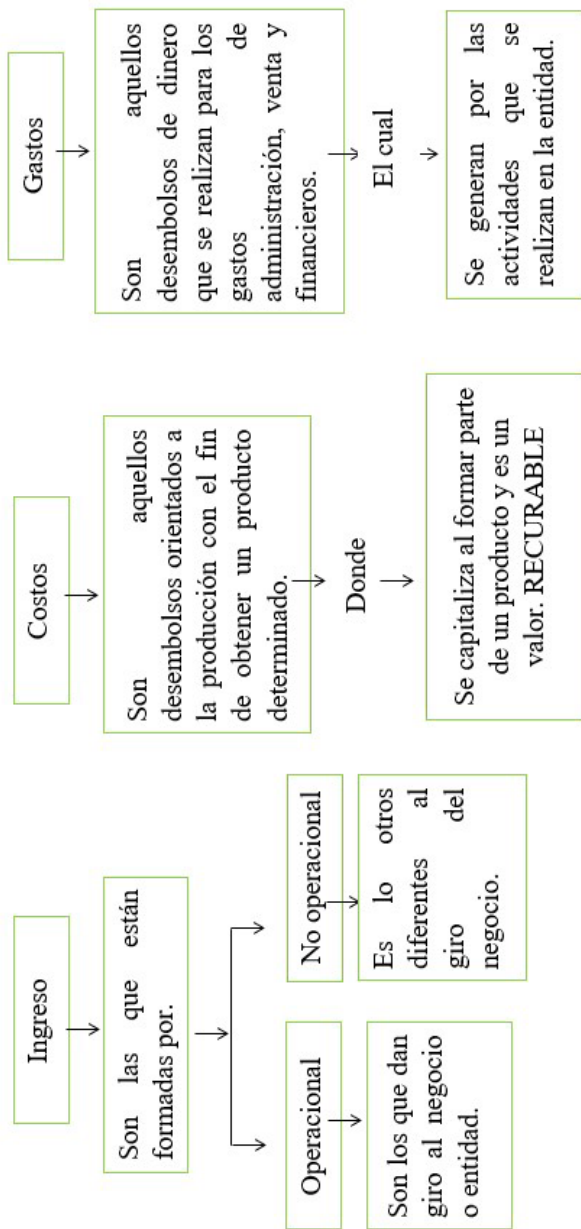 Ingreso
Son las que están
formadas por.
Operacional
Son los que dan
giro al negocio
o entidad.
No operacional
Es lo otros
diferentes al
giro del
negocio.
Costos
Son aquellos
desembolsos orientados a
la producción con el fin
de obtener un producto
determinado.
Donde
Se capitaliza al formar parte
de un producto y es un
valor. RECURABLE
Gastos
Son aquellos
desembolsos de dinero
que se realizan para los
gastos de
administración, venta y
financieros.
El cual
Se generan por las
actividades que se
realizan en la entidad.